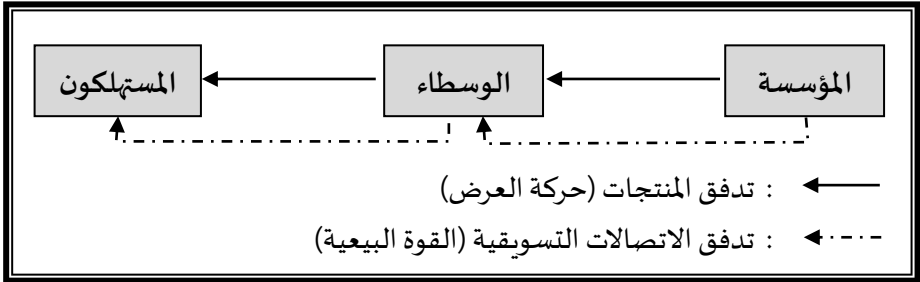 المؤسسة
الوسطاء
المستهلكون
: تدفق المنتجات (حركة العرض)
: تدفق الاتصالات التسويقية (القوة البيعية)